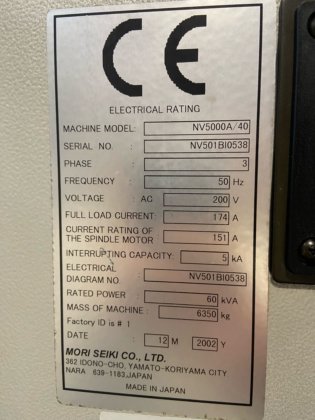 CE
ELECTRICAL RATING
MACHINE MODEL: NV5000A/40
SERIAL NO. : NV501BI0538
PHASE : 3
FREQUENCY : 50 Hz
VOLTAGE : AC 200 V
FULL LOAD CURRENT: 174 A
CURRENT RATING OF
THE SPINDLE MOTOR : 151 A
INTERRUPTING CAPACITY: 5 kA
ELECTRICAL
DIAGRAM NO. : NV501BI0538
RATED POWER : 60 kVA
MASS OF MACHINE : 6350 kg
Factory ID is # 1
DATE : 12 M 2002 Y
MORI SEIKI CO., LTD.
362 IDONO-CHO, YAMATO-KORIYAMA CITY
NARA 639-1183,JAPAN
MADE IN JAPAN